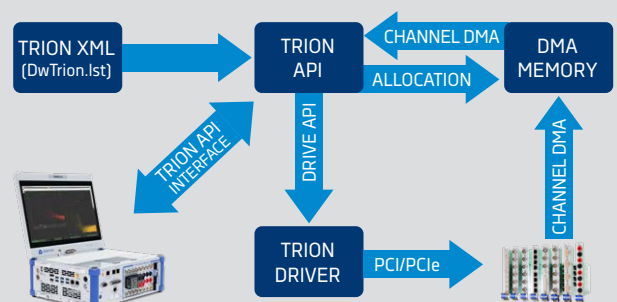 TRION XML
(DwTrion.lst)
TRION
API
CHANNEL DMA
ALLOCATION
DMA
MEMORY
TRION API
INTERFACE
DRIVE API
CHANNEL DMA
TRION
DRIVER
PCI/PCIe